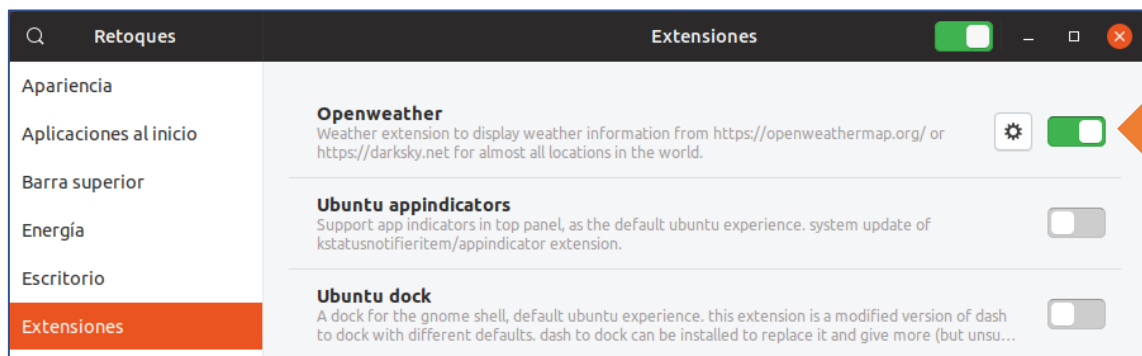 Retoques
Extensiones
Apariencia
Aplicaciones al inicio
Barra superior
Energía
Escritorio
Extensiones
Openweather
Weather extension to display weather information from https://openweathermap.org/ or
https://darksky.net for almost all locations in the world.
Ubuntu appindicators
Support app indicators in top panel, as the default ubuntu experience. system update of
kstatusnotifieritem/appindicator extension.
Ubuntu dock
A dock for the gnome shell, default ubuntu experience. this extension is a modified version of dash
to dock with different defaults. dash to dock can be installed to replace it and give more (but unsu…